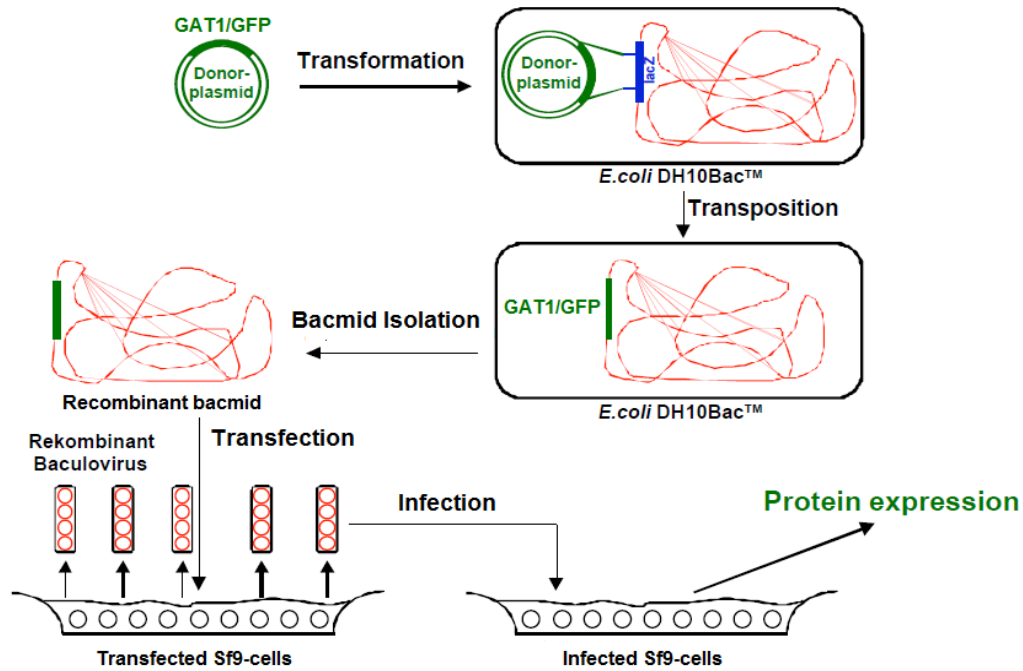 GAT1/GFP
Donor-
plasmid
Transformation
Donor-
plasmid
lacZ
E.coli DH10Bac™
Transposition
GAT1/GFP
E.coli DH10Bac™
Bacmid Isolation
Recombinant bacmid
Transfection
Rekombinant
Baculovirus
Infection
Protein expression
Transfected Sf9-cells
Infected Sf9-cells